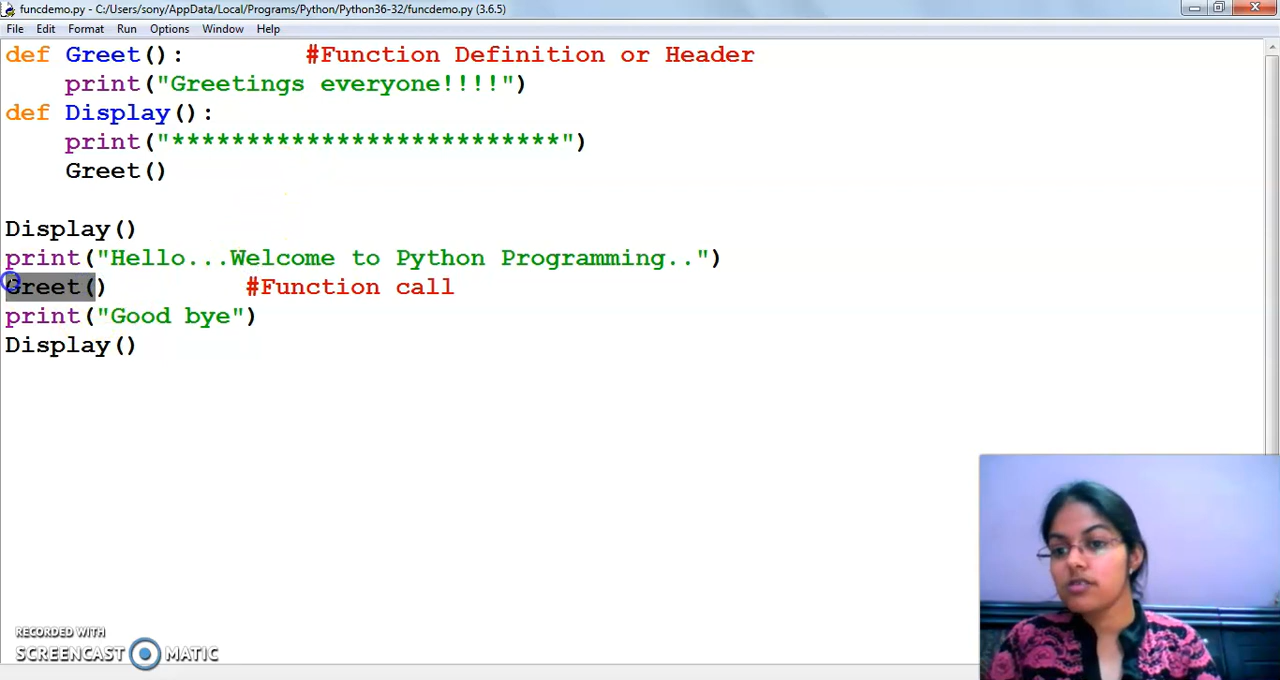 funcdemo.py - C:/Users/sony/AppData/Local/Programs/Python/Python36-32/funcdemo.py (3.6.5)
File Edit Format Run Options Window Help
def Greet():        #Function Definition or Header
    print("Greetings everyone!!!!")
def Display():
    print("**************************")
    Greet()
Display()
print("Hello...Welcome to Python Programming..")
Greet()         #Function call
print("Good bye")
Display()
RECORDED WITH
SCREENCAST MATIC